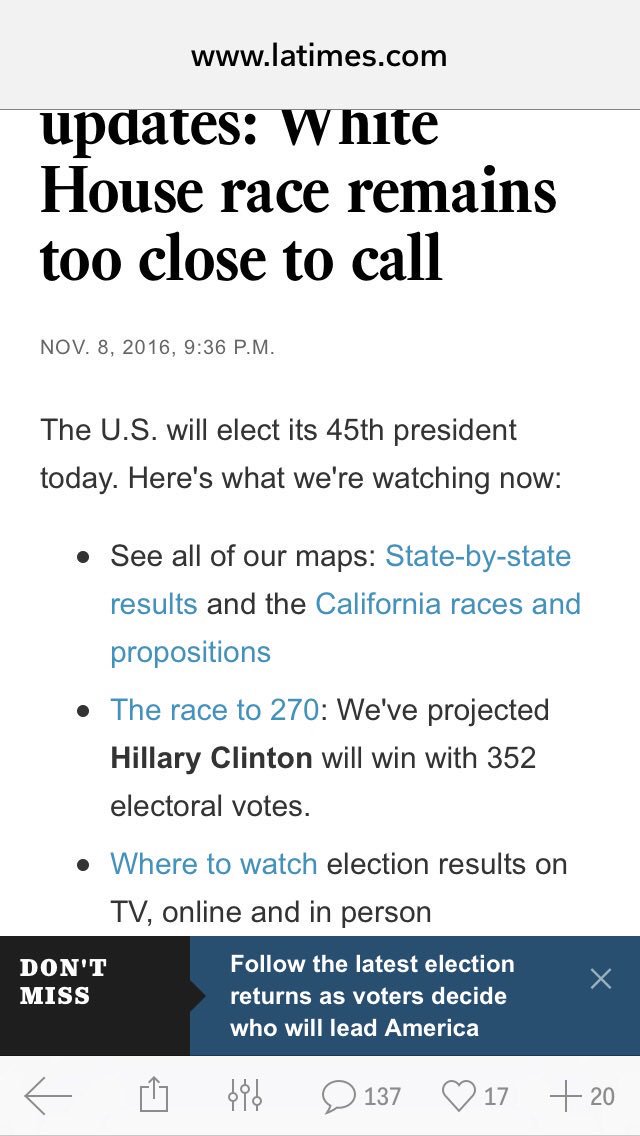 www.latimes.com
updates: White
House race remains
too close to call
NOV. 8, 2016, 9:36 P.M.
The U.S. will elect its 45th president
today. Here's what we're watching now:
● See all of our maps: State-by-state
results and the California races and
propositions
● The race to 270: We've projected
Hillary Clinton will win with 352
electoral votes.
● Where to watch election results on
TV, online and in person
DON'T
MISS
Follow the latest election
returns as voters decide
who will lead America
137
17
20